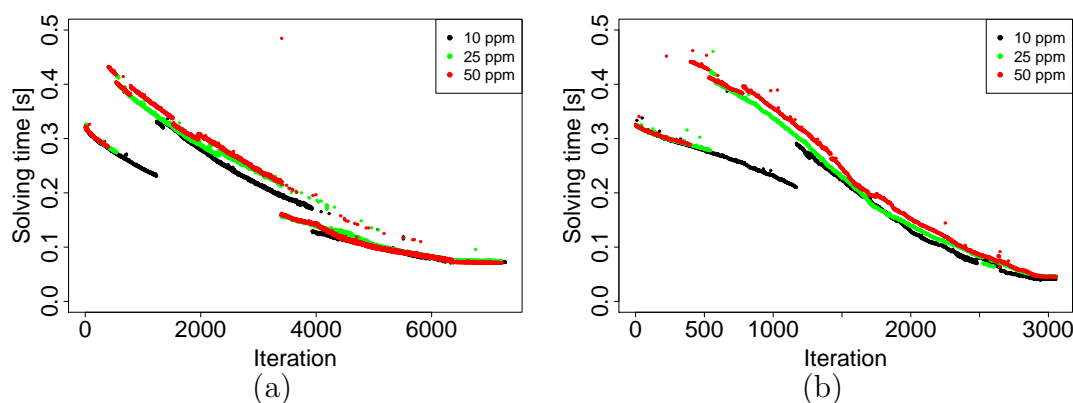 0.0 0.1 0.2 0.3 0.4 0.5
Solving time [s]
10 ppm
25 ppm
50 ppm
0 2000 4000 6000
Iteration
(a)
0.0 0.1 0.2 0.3 0.4 0.5
Solving time [s]
10 ppm
25 ppm
50 ppm
0 500 1000 2000 3000
Iteration
(b)